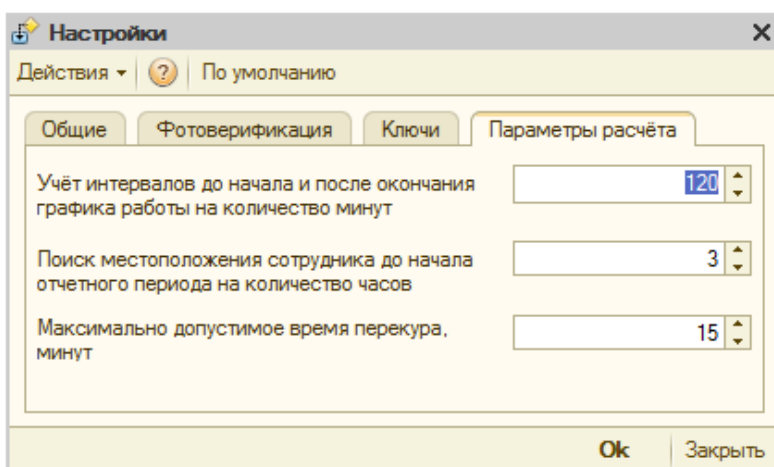 Настройки
Действия ? По умолчанию
Общие Фотоверификация Ключи Параметры расчёта
Учёт интервалов до начала и после окончания 120
графика работы на количество минут
Поиск местоположения сотрудника до начала 3
отчетного периода на количество часов
Максимально допустимое время перекура, 15
минут
Ok Закрыть